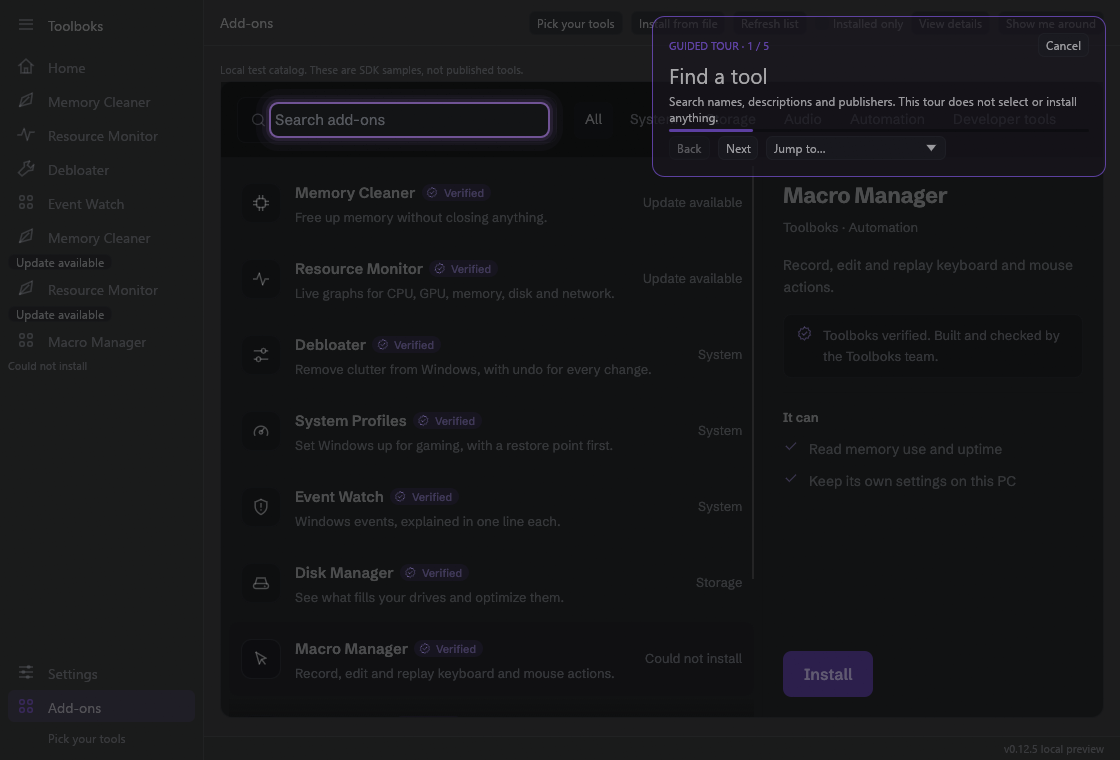 Toolboks
Home
Memory Cleaner
Resource Monitor
Debloater
Event Watch
Memory Cleaner
Update available
Resource Monitor
Update available
Macro Manager
Could not install
Settings
Add-ons
Pick your tools
Add-ons
Pick your tools
Install from file
Refresh list
Installed only
View details
Show me around
Local test catalog. These are SDK samples, not published tools.
GUIDED TOUR · 1 / 5
Cancel
Find a tool
Search names, descriptions and publishers. This tour does not select or install
anything.
Back
Next
Jump to...
Search add-ons
All
System
Storage
Audio
Automation
Developer tools
Memory Cleaner
Verified
Free up memory without closing anything.
Update available
Resource Monitor
Verified
Live graphs for CPU, GPU, memory, disk and network.
Update available
Debloater
Verified
Remove clutter from Windows, with undo for every change.
System
System Profiles
Verified
Set Windows up for gaming, with a restore point first.
System
Event Watch
Verified
Windows events, explained in one line each.
System
Disk Manager
Verified
See what fills your drives and optimize them.
Storage
Macro Manager
Verified
Record, edit and replay keyboard and mouse actions.
Could not install
Macro Manager
Toolboks · Automation
Record, edit and replay keyboard and mouse
actions.
Toolboks verified. Built and checked by
the Toolboks team.
It can
Read memory use and uptime
Keep its own settings on this PC
Install
v0.12.5 local preview